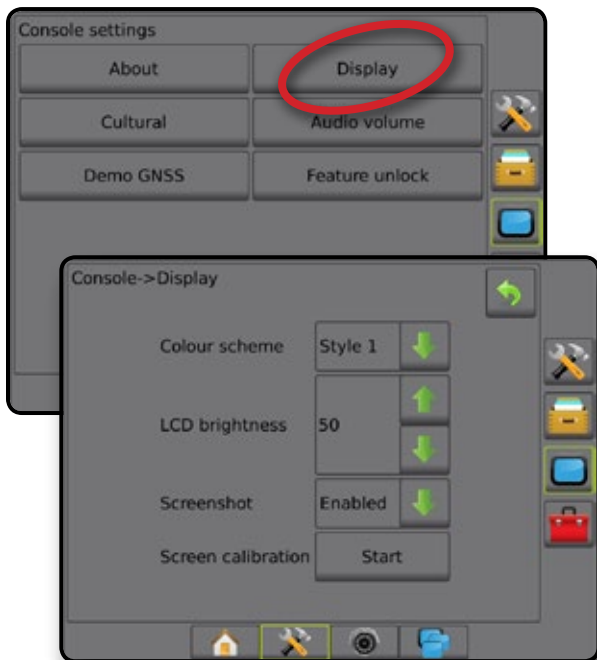 Console settings
About Display
Cultural Audio volume
Demo GNSS Feature unlock
Console->Display
Colour scheme Style 1
LCD brightness 50
Screenshot Enabled
Screen calibration Start